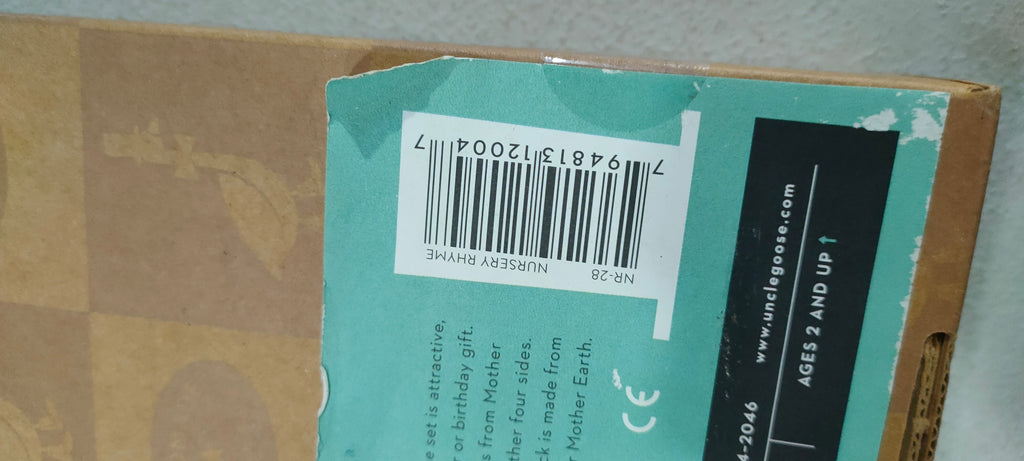 NR-28 NURSERY RHYME
7 94813 12004 7
e set is attractive,
r or birthday gift.
s from Mother
ther four sides.
ck is made from
r Mother Earth.
CE
4-2046
www.unclegoose.com
AGES 2 AND UP